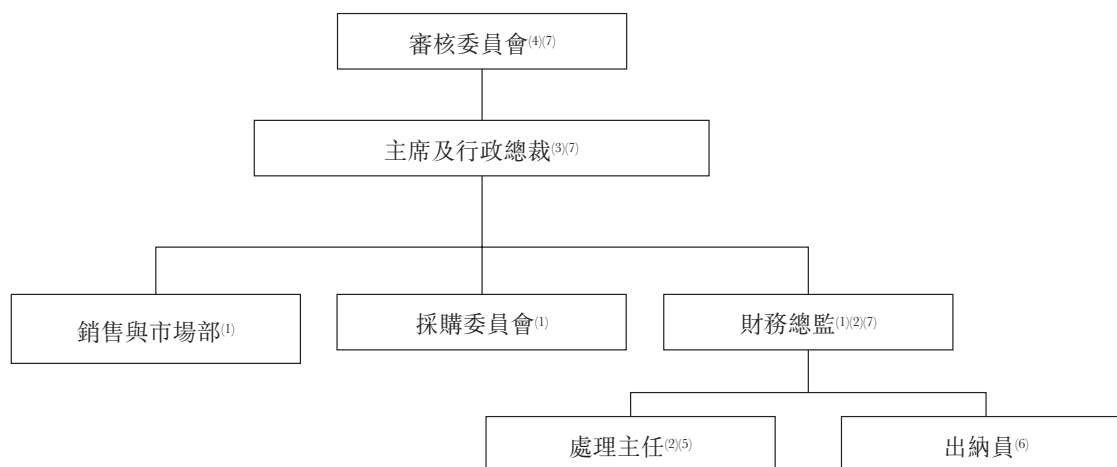 審核委員會(4)(7)
主席及行政總裁(3)(7)
銷售與市場部(1)
採購委員會(1)
財務總監(1)(2)(7)
處理主任(2)(5)
出納員(6)